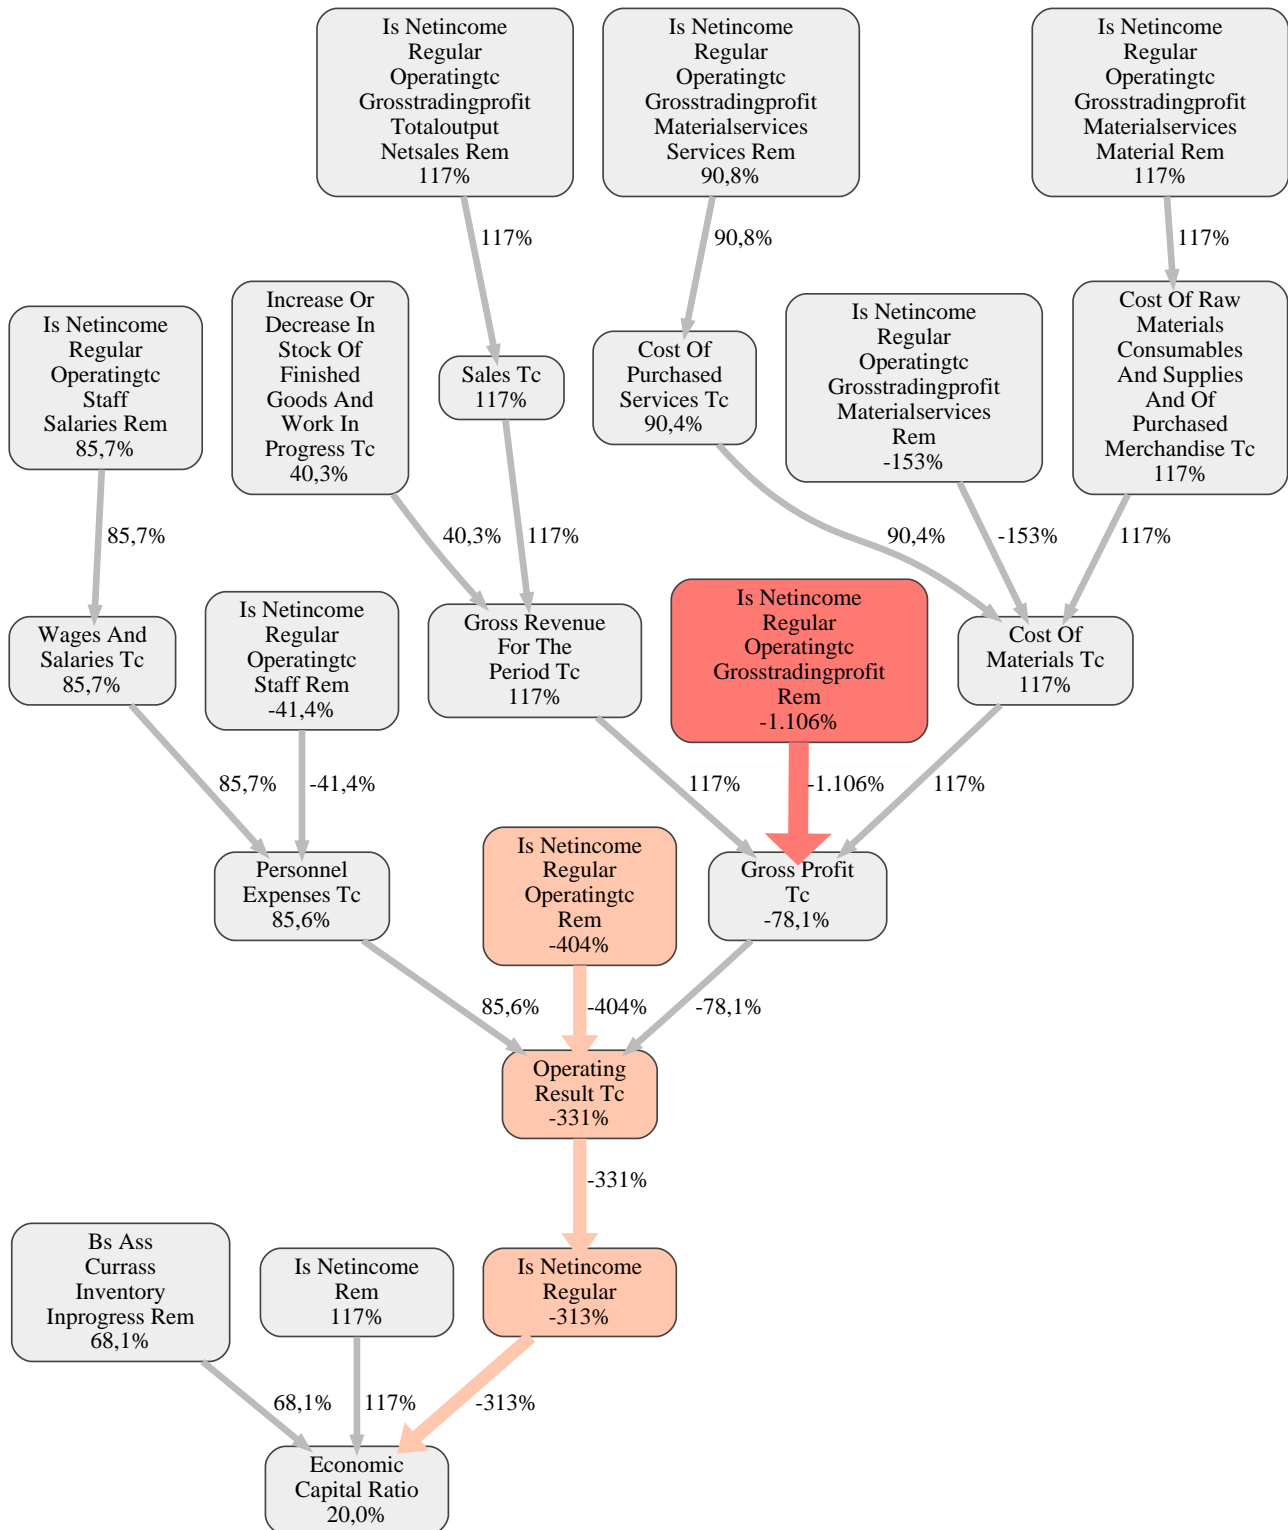 Is Netincome
Regular
Operatingtc
Grosstradingprofit
Totaloutput
Netsales Rem
117%
Is Netincome
Regular
Operatingtc
Grosstradingprofit
Materialservices
Services Rem
90,8%
Is Netincome
Regular
Operatingtc
Grosstradingprofit
Materialservices
Material Rem
117%
117%
90,8%
117%
Is Netincome
Regular
Operatingtc
Staff
Salaries Rem
85,7%
Increase Or
Decrease In
Stock Of
Finished
Goods And
Work In
Progress Tc
40,3%
Sales Tc
117%
Cost Of
Purchased
Services Tc
90,4%
Is Netincome
Regular
Operatingtc
Grosstradingprofit
Materialservices
Rem
-153%
Cost Of Raw
Materials
Consumables
And Supplies
And Of
Purchased
Merchandise Tc
117%
85,7%
40,3%
117%
90,4%
-153%
117%
Wages And
Salaries Tc
85,7%
Is Netincome
Regular
Operatingtc
Staff Rem
-41,4%
Gross Revenue
For The
Period Tc
117%
Is Netincome
Regular
Operatingtc
Grosstradingprofit
Rem
-1.106%
Cost Of
Materials Tc
117%
85,7%
-41,4%
117%
-1.106%
117%
Personnel
Expenses Tc
85,6%
Is Netincome
Regular
Operatingtc
Rem
-404%
Gross Profit
Tc
-78,1%
85,6%
-404%
-78,1%
Operating
Result Tc
-331%
-331%
Bs Ass
Currass
Inventory
Inprogress Rem
68,1%
Is Netincome
Rem
117%
Is Netincome
Regular
-313%
68,1%
117%
-313%
Economic
Capital Ratio
20,0%